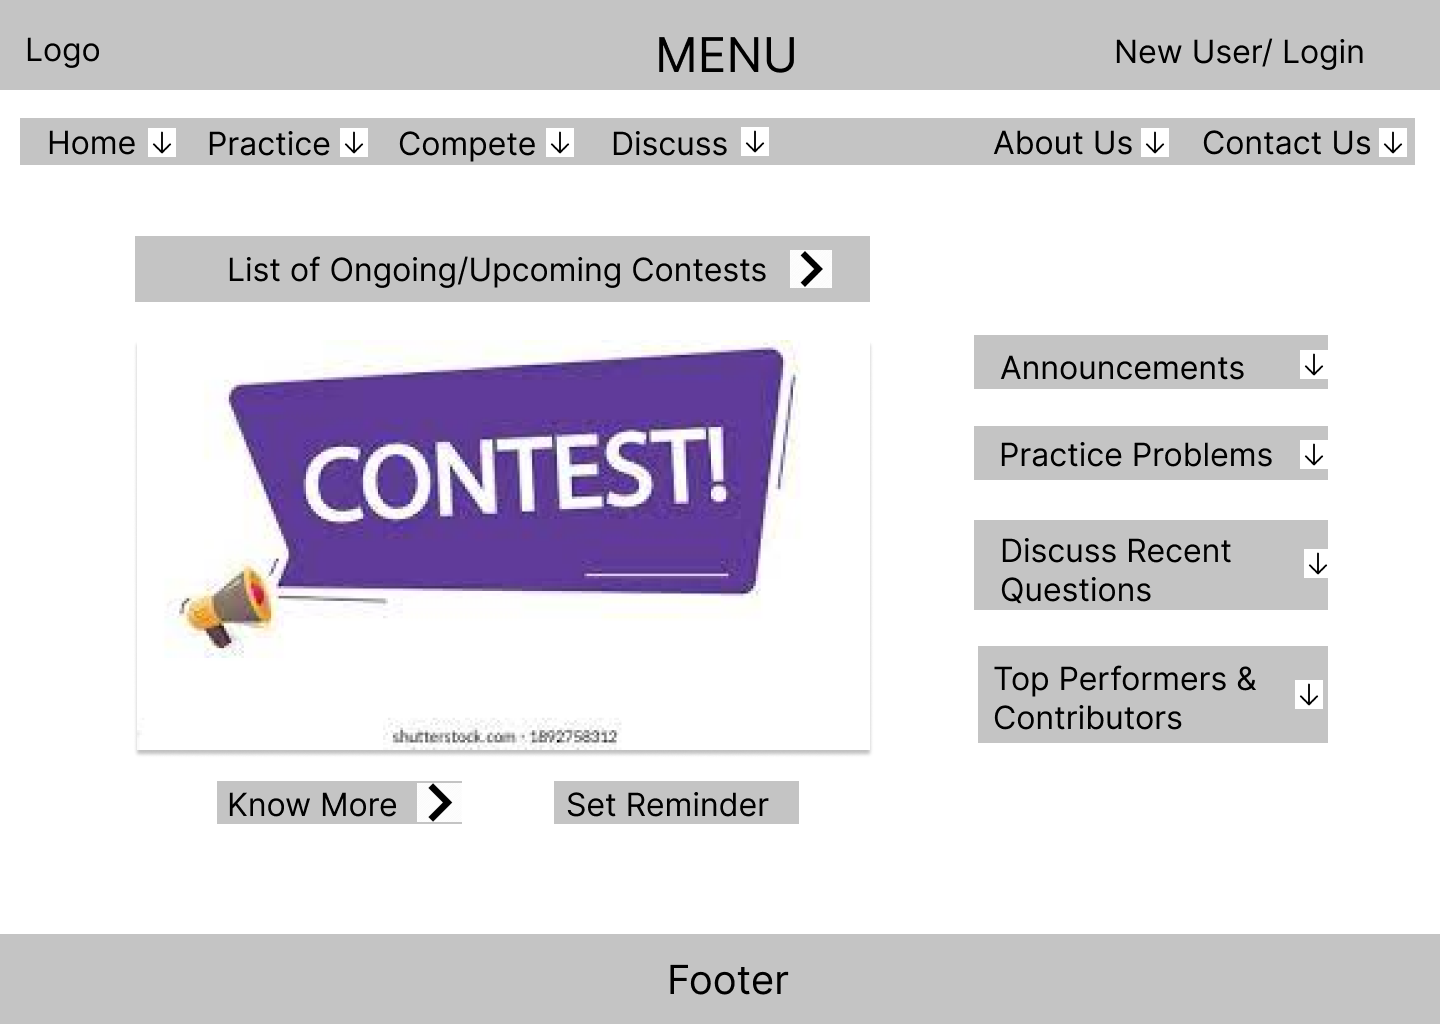 Logo
MENU
New User/ Login
Home
Practice
Compete
Discuss
About Us
Contact Us
List of Ongoing/Upcoming Contests
CONTEST!
shutterstock.com · 1892758312
Know More
Set Reminder
Announcements
Practice Problems
Discuss Recent
Questions
Top Performers &
Contributors
Footer